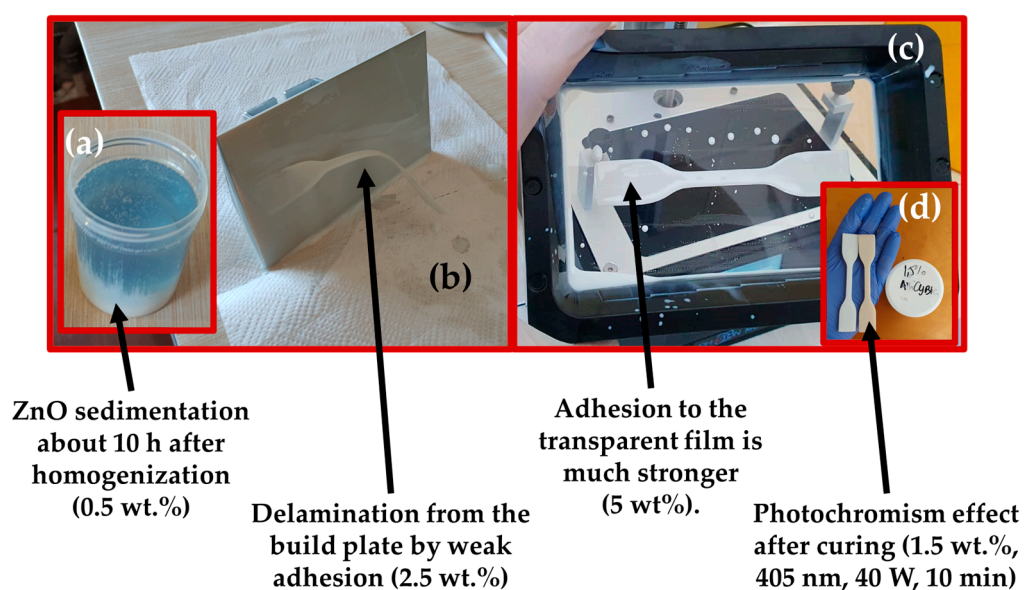 (a)
(b)
(c)
(d)
1,5%
ZnO sedimentation
about 10 h after
homogenization
(0.5 wt.%)
Delamination from the
build plate by weak
adhesion (2.5 wt.%)
Adhesion to the
transparent film is
much stronger
(5 wt%).
Photochromism effect
after curing (1.5 wt.%,
405 nm, 40 W, 10 min)